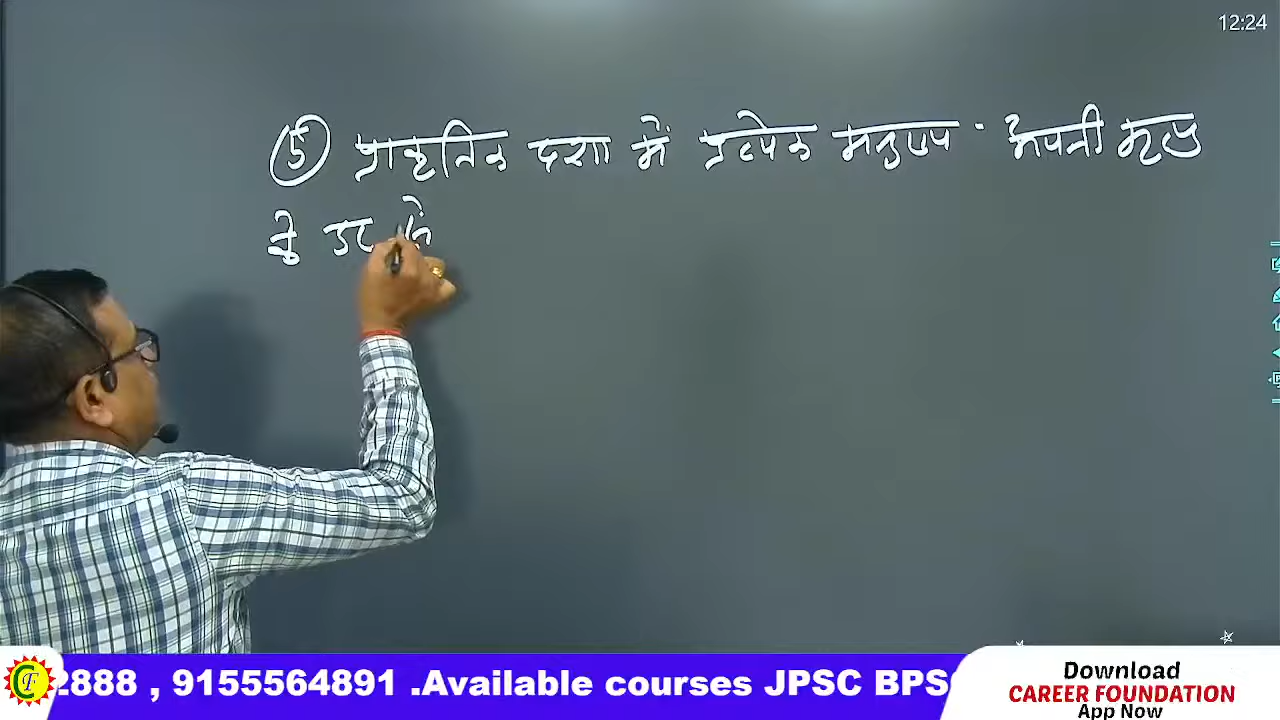 12:24
⑤ प्राकृतिक दशा में प्रत्येक मनुष्य अपनी मृत्यु
के डर से
2888 , 9155564891 .Available courses JPSC BPS
Download
CAREER FOUNDATION
App Now